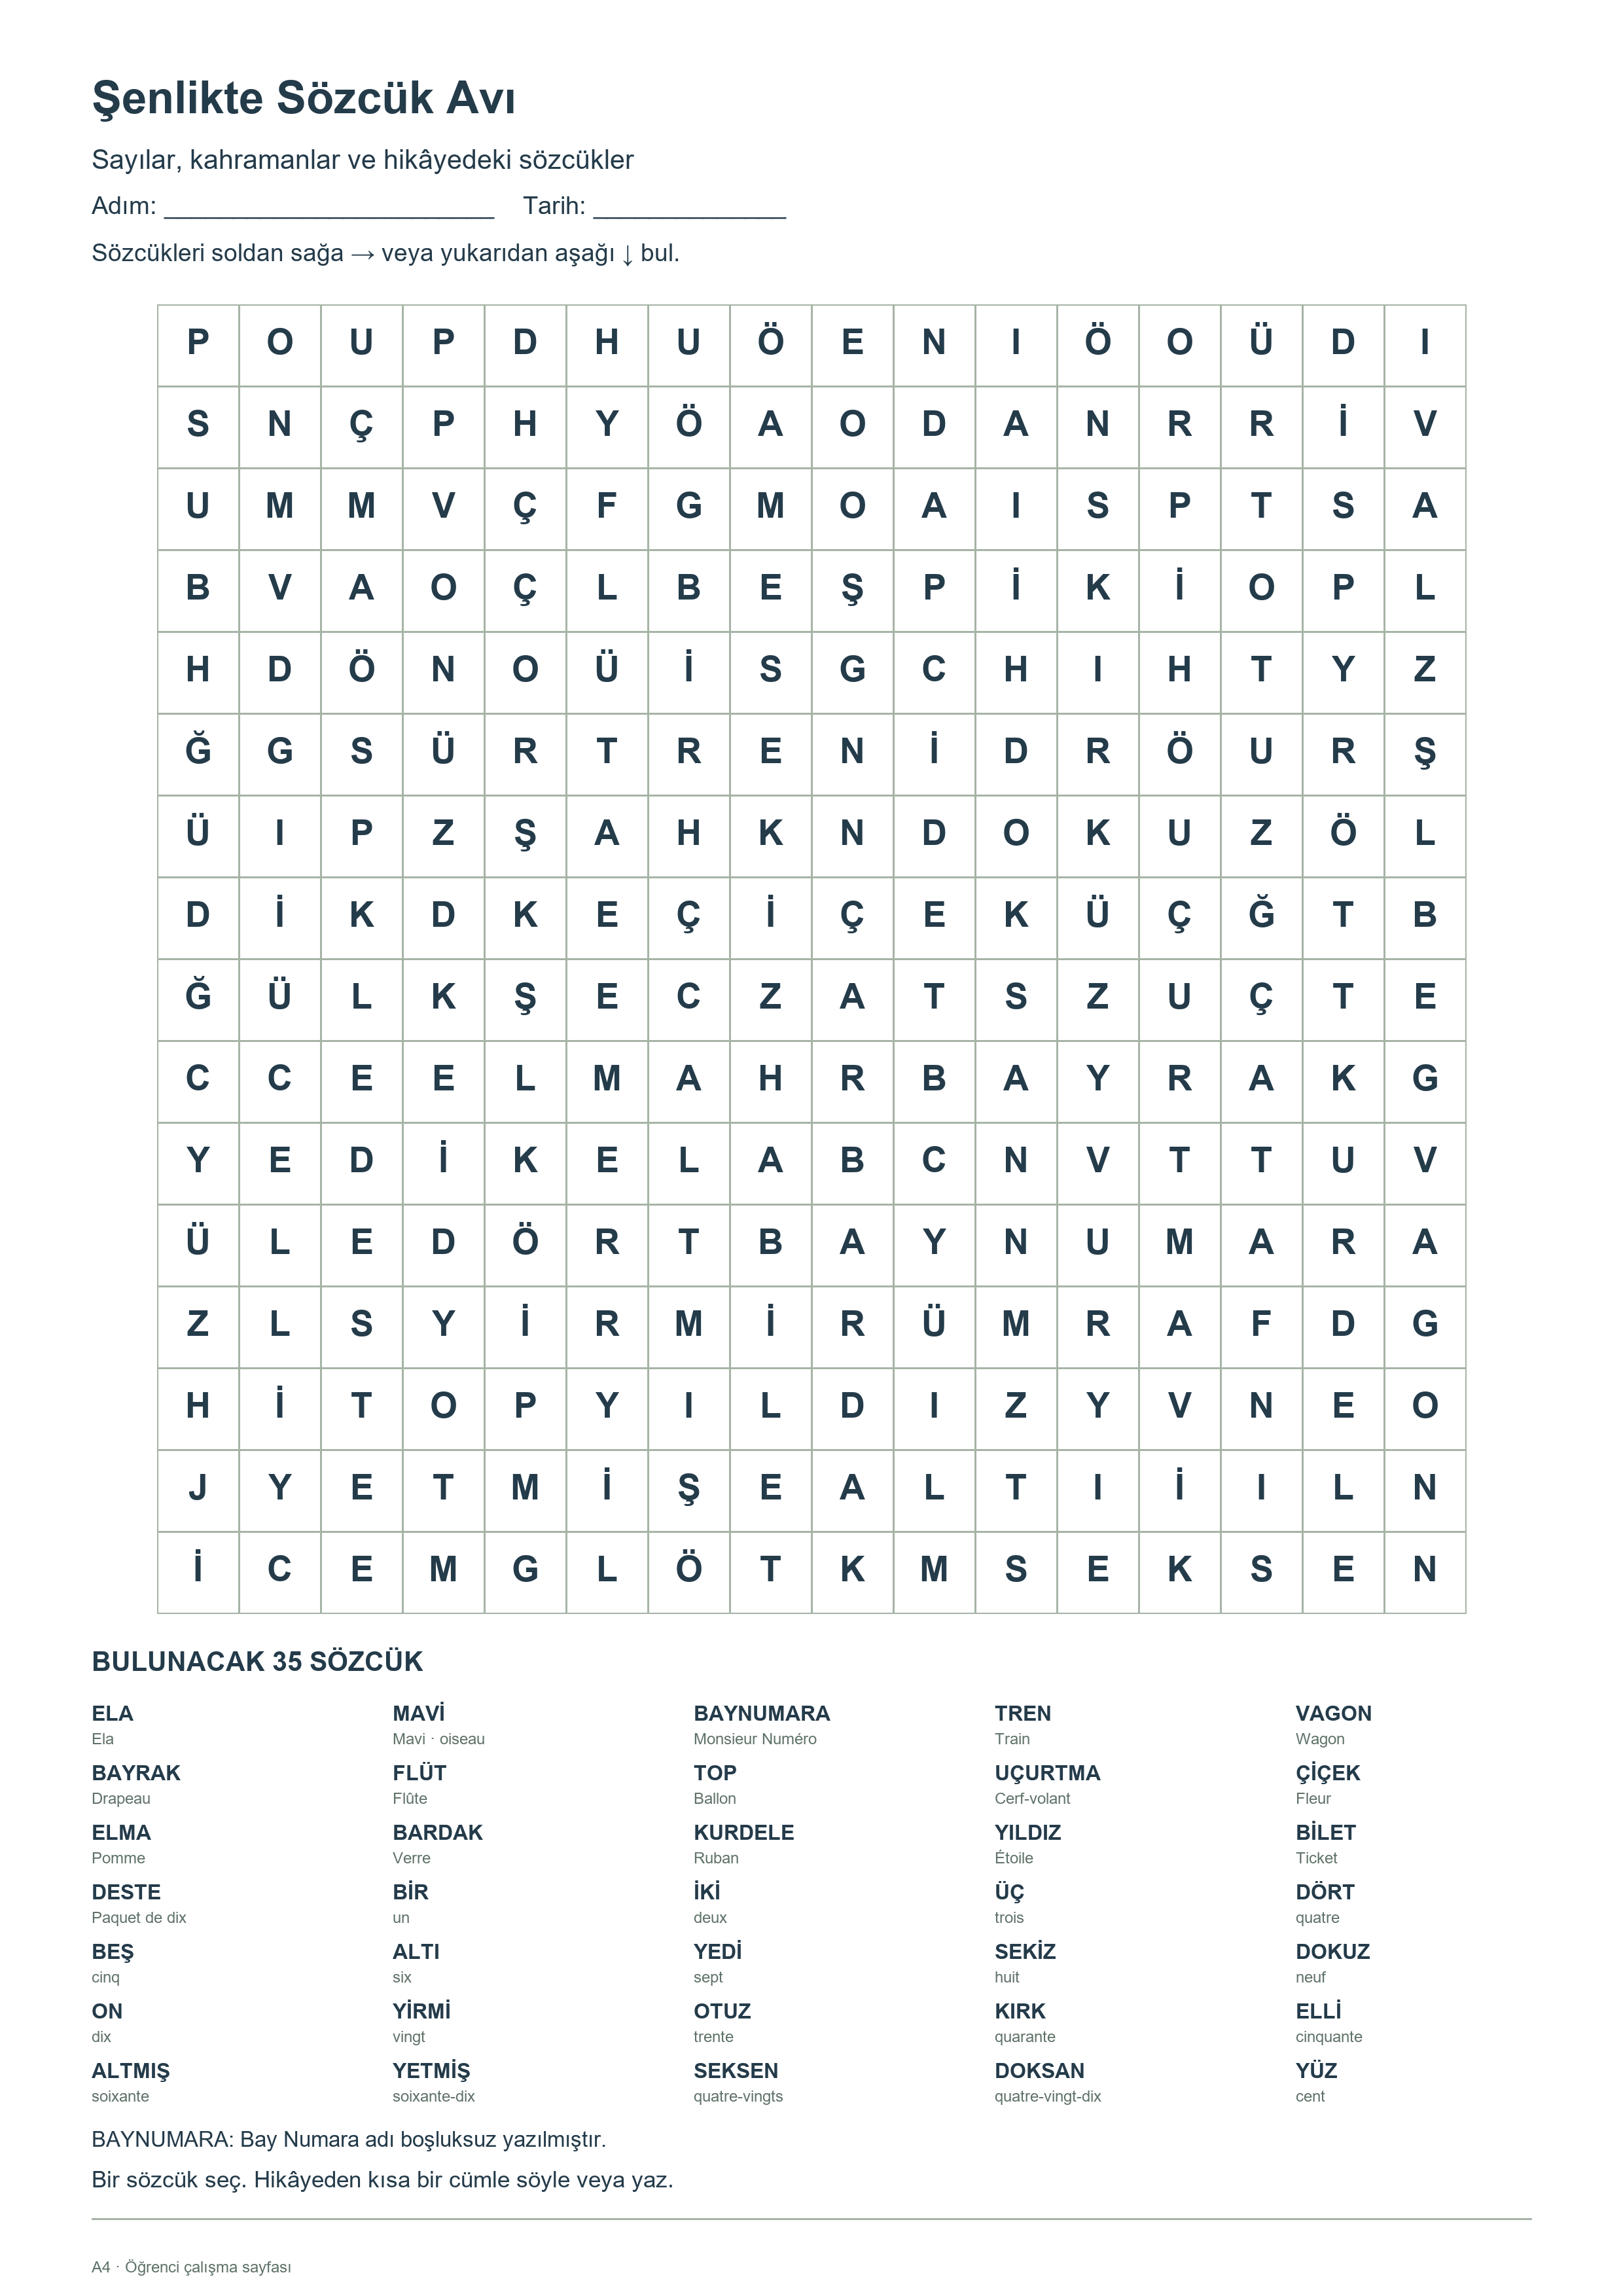 Şenlikte Sözcük Avı
Sayılar, kahramanlar ve hikâyedeki sözcükler
Adım: ________________________ Tarih: ______________
Sözcükleri soldan sağa → veya yukarıdan aşağı ↓ bul.
P O U P D H U Ö E N I Ö O Ü D I
S N Ç P H Y Ö A O D A N R R İ V
U M M V Ç F G M O A I S P T S A
B V A O Ç L B E Ş P İ K İ O P L
H D Ö N O Ü İ S G C H I H T Y Z
Ğ G S Ü R T R E N İ D R Ö U R Ş
Ü I P Z Ş A H K N D O K U Z Ö L
D İ K D K E Ç İ Ç E K Ü Ç Ğ T B
Ğ Ü L K Ş E C Z A T S Z U Ç T E
C C E E L M A H R B A Y R A K G
Y E D İ K E L A B C N V T T U V
Ü L E D Ö R T B A Y N U M A R A
Z L S Y İ R M İ R Ü M R A F D G
H İ T O P Y I L D I Z Y V N E O
J Y E T M İ Ş E A L T I İ I L N
İ C E M G L Ö T K M S E K S E N
BULUNACAK 35 SÖZCÜK
ELA MAVİ BAYNUMARA TREN VAGON
Ela Mavi · oiseau Monsieur Numéro Train Wagon
BAYRAK FLÜT TOP UÇURTMA ÇİÇEK
Drapeau Flûte Ballon Cerf-volant Fleur
ELMA BARDAK KURDELE YILDIZ BİLET
Pomme Verre Ruban Étoile Ticket
DESTE BİR İKİ ÜÇ DÖRT
Paquet de dix un deux trois quatre
BEŞ ALTI YEDİ SEKİZ DOKUZ
cinq six sept huit neuf
ON YİRMİ OTUZ KIRK ELLİ
dix vingt trente quarante cinquante
ALTMIŞ YETMİŞ SEKSEN DOKSAN YÜZ
soixante soixante-dix quatre-vingts quatre-vingt-dix cent
BAYNUMARA: Bay Numara adı boşluksuz yazılmıştır.
Bir sözcük seç. Hikâyeden kısa bir cümle söyle veya yaz.
A4 · Öğrenci çalışma sayfası